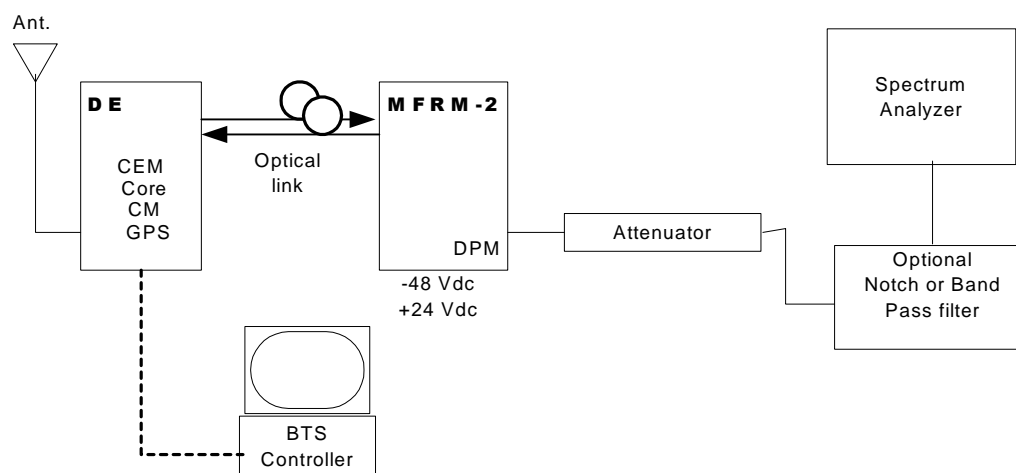 Ant.
DE
CEM
Core
CM
GPS
Optical
link
MFRM-2
DPM
-48 Vdc
+24 Vdc
Attenuator
Spectrum
Analyzer
Optional
Notch or Band
Pass filter
BTS
Controller